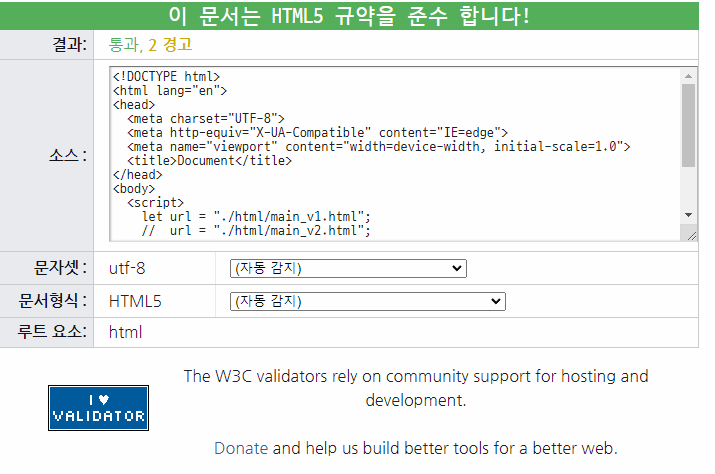 이 문서는 HTML5 규약을 준수 합니다!
결과: 통과, 2 경고
소스 :
<!DOCTYPE html>
<html lang="en">
<head>
  <meta charset="UTF-8">
  <meta http-equiv="X-UA-Compatible" content="IE=edge">
  <meta name="viewport" content="width=device-width, initial-scale=1.0">
  <title>Document</title>
</head>
<body>
  <script>
    let url = "./html/main_v1.html";
    //  url = "./html/main_v2.html";
문자셋 : utf-8 (자동 감지)
문서형식 : HTML5 (자동 감지)
루트 요소: html
I ♥
VALIDATOR
The W3C validators rely on community support for hosting and
development.
Donate and help us build better tools for a better web.